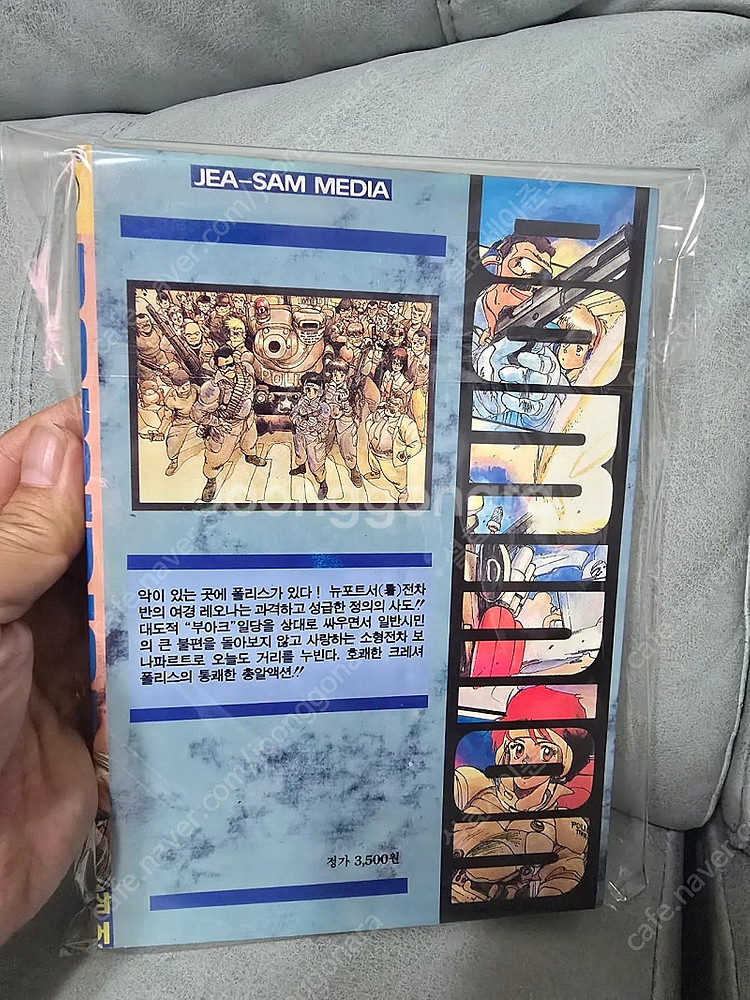 JEA-SAM MEDIA
POLI
악이 있는 곳에 폴리스가 있다! 뉴포트서(署)전차
반의 여경 레오나는 과격하고 성급한 정의의 사도!!
대도적 "부아크"일당을 상대로 싸우면서 일반시민
의 큰 불편을 돌아보지 않고 사랑하는 소형전차 보
나파르트로 오늘도 거리를 누빈다. 호쾌한 크레셔
폴리스의 통쾌한 총알액션!!
정가 3,500원
cafe.naver.com/joonggonara